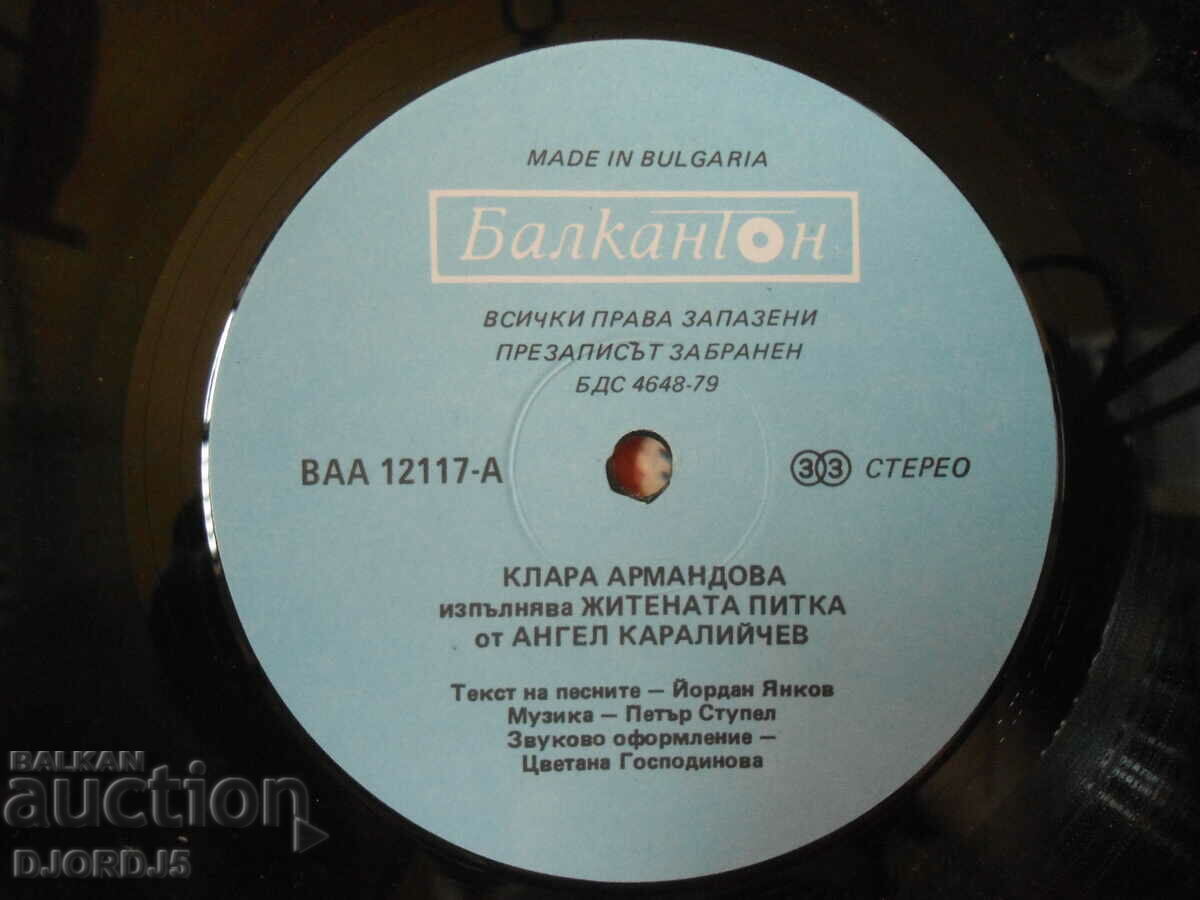 MADE IN BULGARIA
Балкантон
ВСИЧКИ ПРАВА ЗАПАЗЕНИ
ПРЕЗАПИСЪТ ЗАБРАНЕН
БДС 4648-79
ВАА 12117-А
33 СТЕРЕО
КЛАРА АРМАНДОВА
изпълнява ЖИТЕНАТА ПИТКА
от АНГЕЛ КАРАЛИЙЧЕВ
Текст на песните — Йордан Янков
Музика — Петър Ступел
Звуково оформление —
Цветана Господинова
BALKAN
auction
DJORDJ5